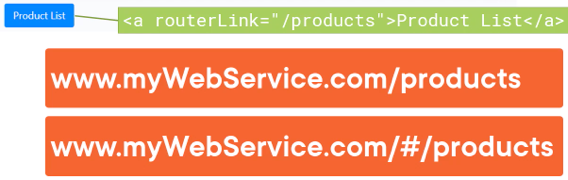 Product List
<a routerLink="/products">Product List</a>
www.myWebService.com/products
www.myWebService.com/#/products